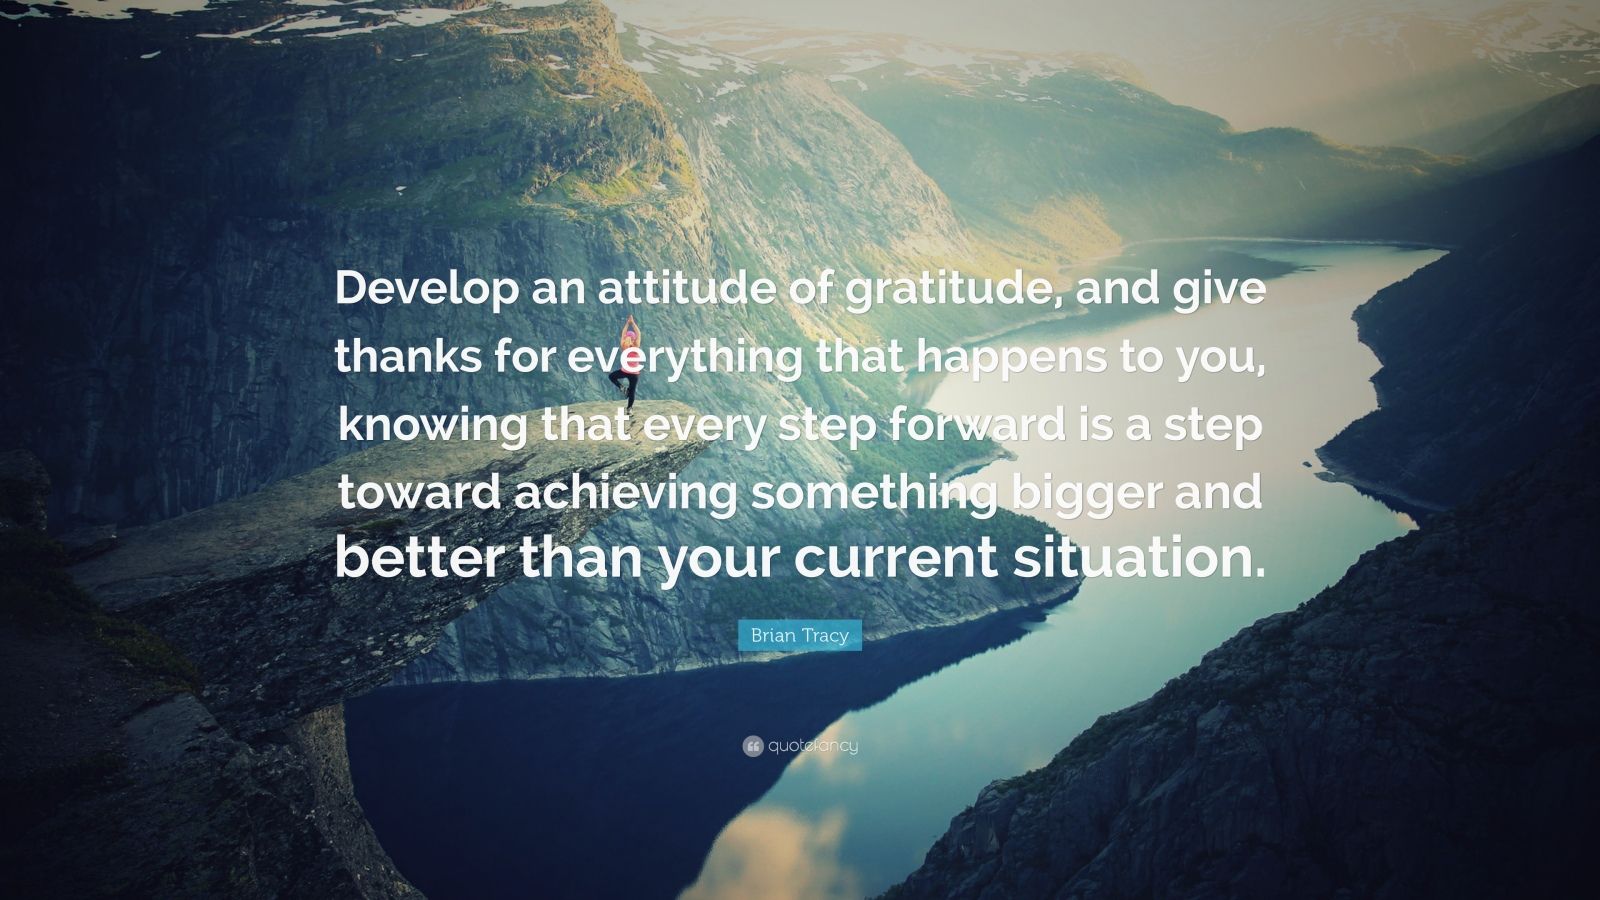 Develop an attitude of gratitude, and give
thanks for everything that happens to you,
knowing that every step forward is a step
toward achieving something bigger and
better than your current situation.
Brian Tracy
quotefancy